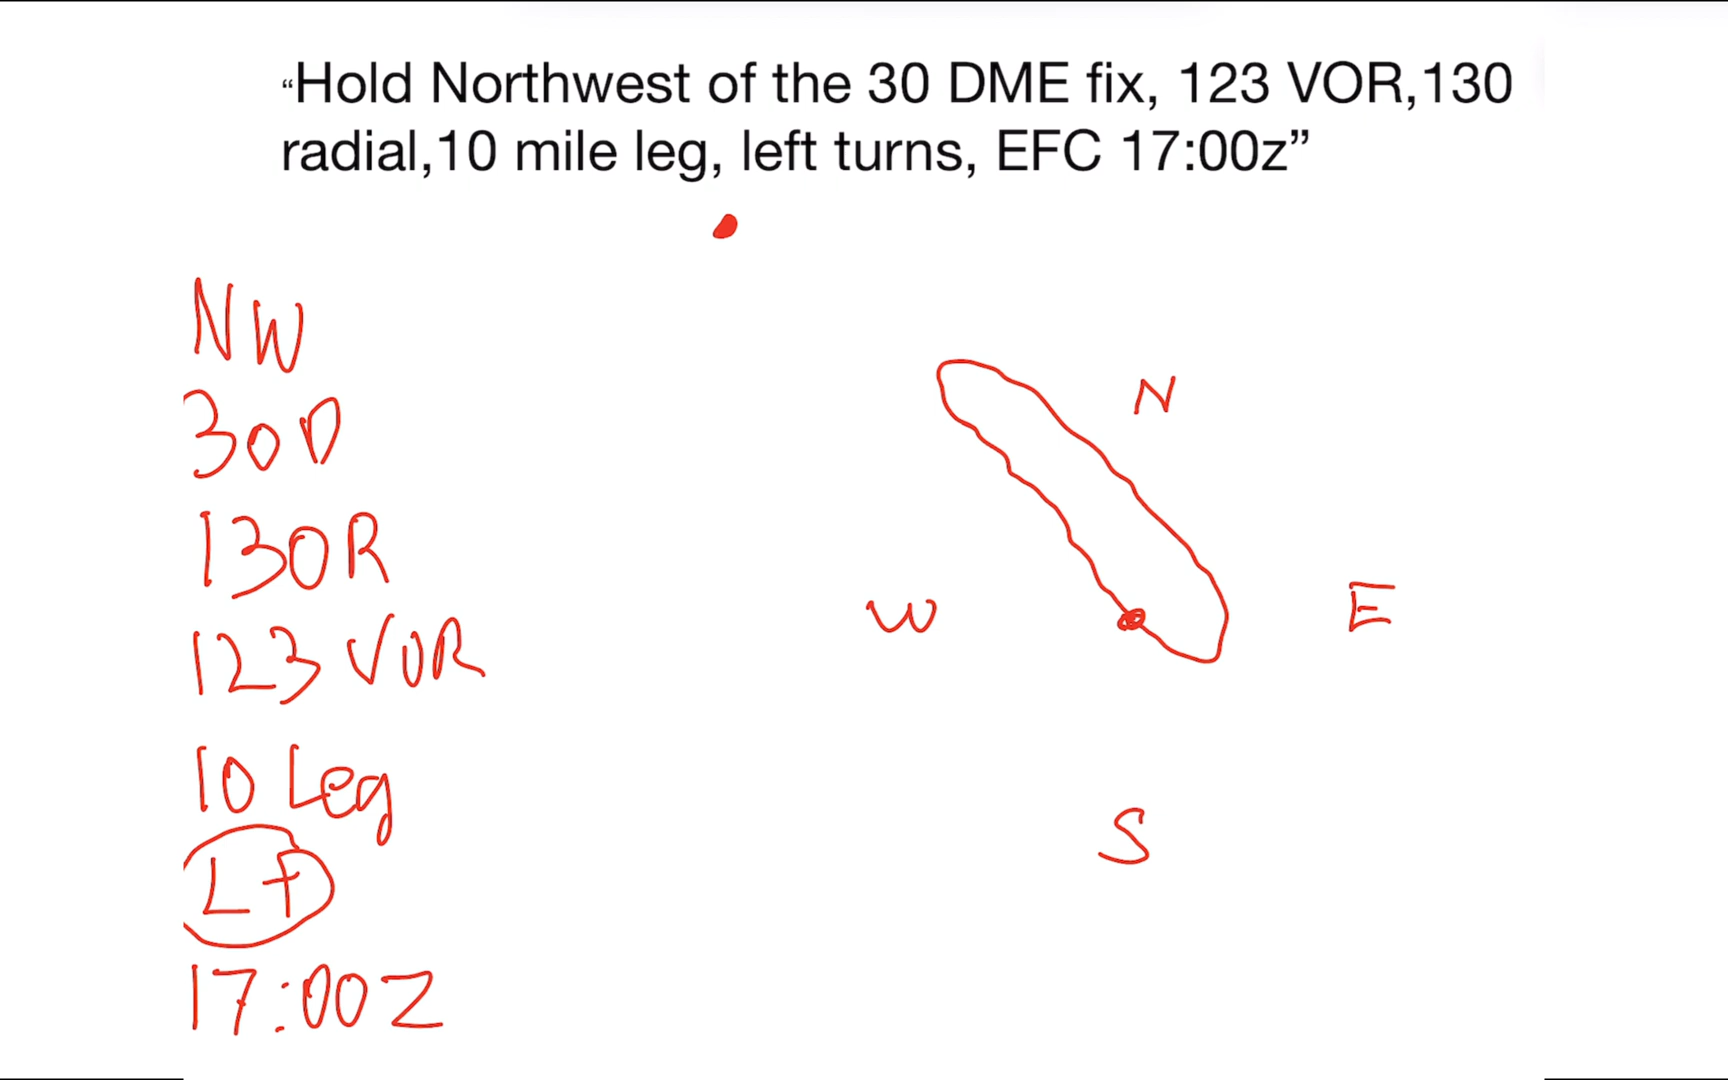 “Hold Northwest of the 30 DME fix, 123 VOR,130
radial,10 mile leg, left turns, EFC 17:00z”
NW
30D
130R
123 VOR
10 Leg
LT
17:00Z
N
W
E
S